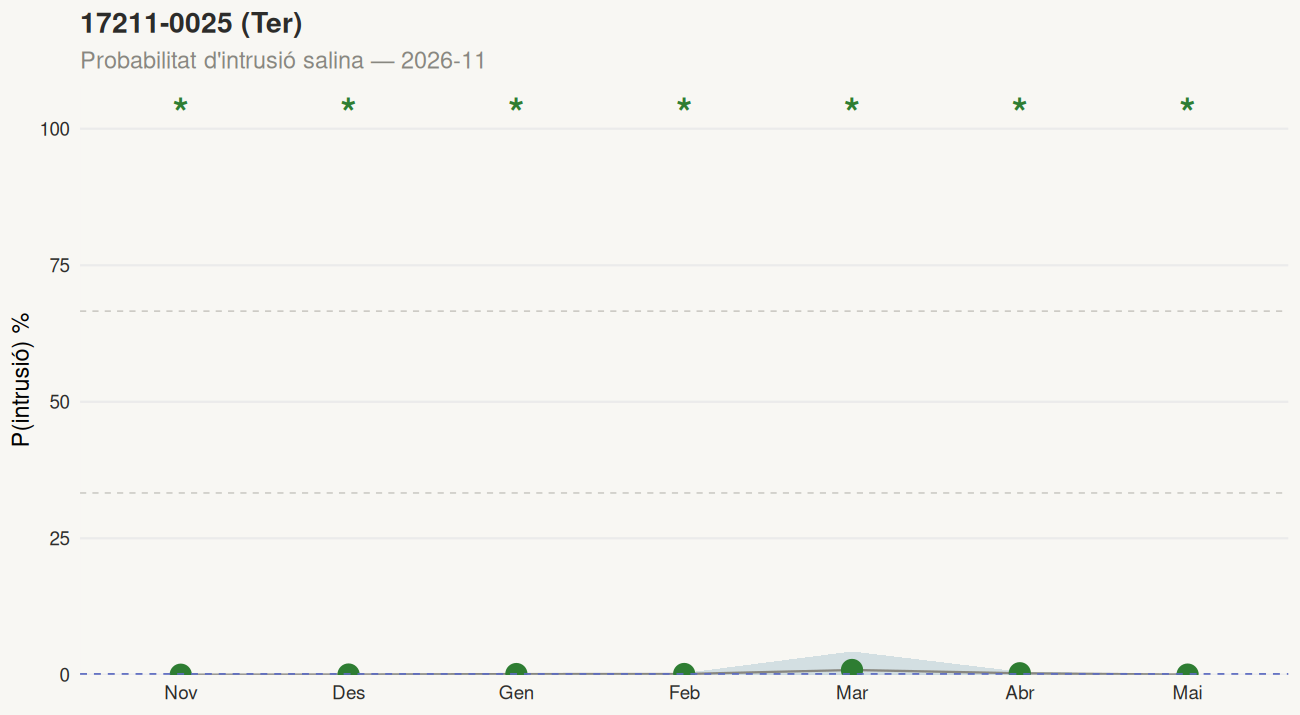 17211-0025 (Ter)
Probabilitat d'intrusió salina — 2026-11
* * * * * * *
100
75
50
25
0
P(intrusió) %
Nov Des Gen Feb Mar Abr Mai